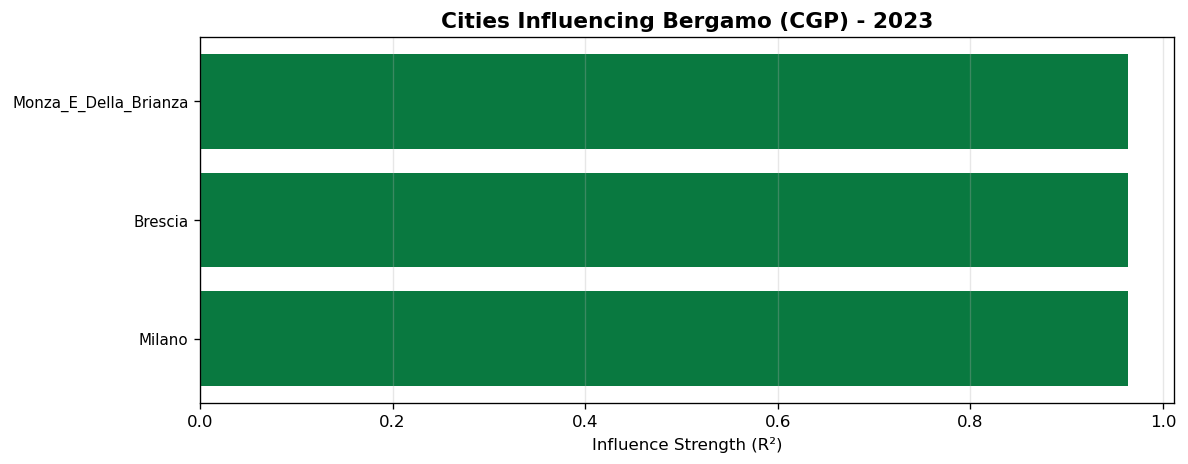 Cities Influencing Bergamo (CGP) - 2023
Monza_E_Della_Brianza
Brescia
Milano
0.0 0.2 0.4 0.6 0.8 1.0
Influence Strength (R²)